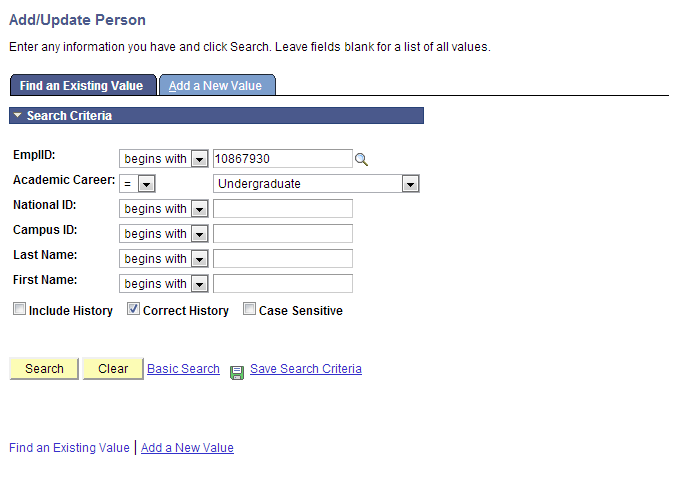 Add/Update Person
Enter any information you have and click Search. Leave fields blank for a list of all values.
Find an Existing Value Add a New Value
Search Criteria
EmplID: begins with 10867930
Academic Career: = Undergraduate
National ID: begins with
Campus ID: begins with
Last Name: begins with
First Name: begins with
Include History Correct History Case Sensitive
Search Clear Basic Search Save Search Criteria
Find an Existing Value | Add a New Value